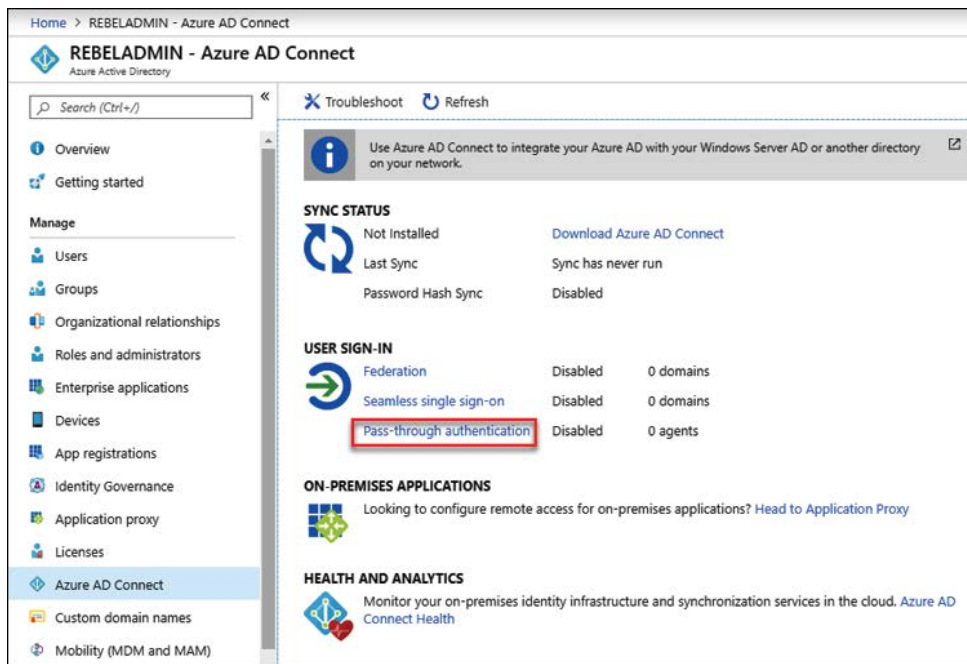 Home > REBELADMIN - Azure AD Connect
REBELADMIN - Azure AD Connect
Azure Active Directory
Search (Ctrl+/)
«
Overview
Getting started
Manage
Users
Groups
Organizational relationships
Roles and administrators
Enterprise applications
Devices
App registrations
Identity Governance
Application proxy
Licenses
Azure AD Connect
Custom domain names
Mobility (MDM and MAM)
Troubleshoot Refresh
Use Azure AD Connect to integrate your Azure AD with your Windows Server AD or another directory
on your network.
SYNC STATUS
Not Installed Download Azure AD Connect
Last Sync Sync has never run
Password Hash Sync Disabled
USER SIGN-IN
Federation Disabled 0 domains
Seamless single sign-on Disabled 0 domains
Pass-through authentication Disabled 0 agents
ON-PREMISES APPLICATIONS
Looking to configure remote access for on-premises applications? Head to Application Proxy
HEALTH AND ANALYTICS
Monitor your on-premises identity infrastructure and synchronization services in the cloud. Azure AD
Connect Health